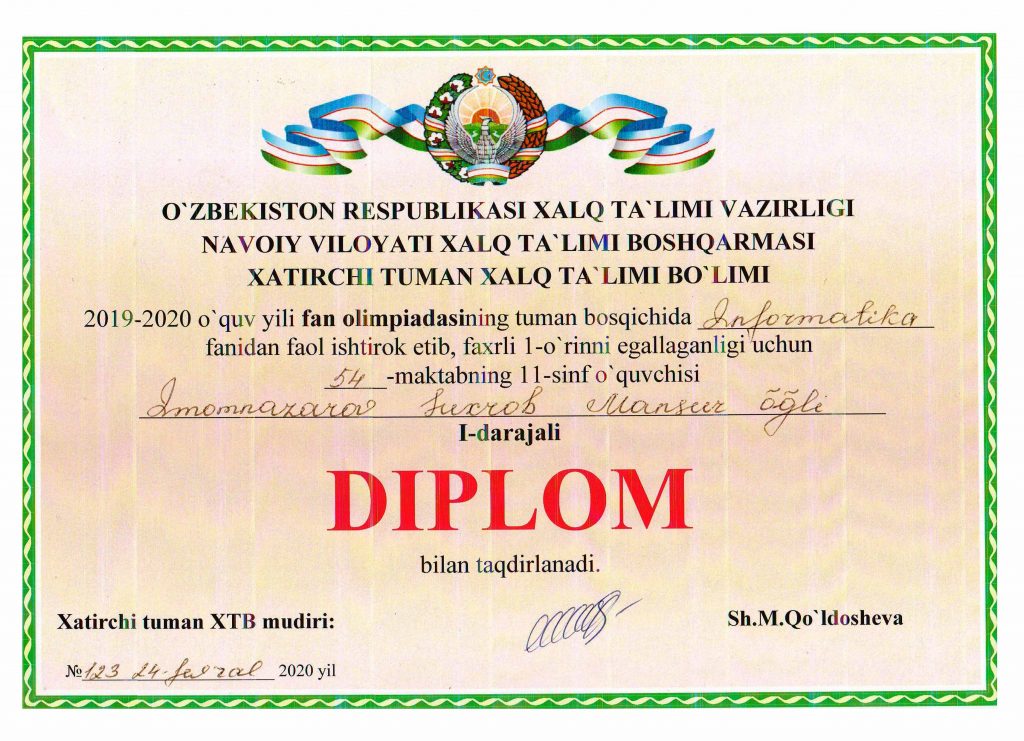 O`ZBEKISTON RESPUBLIKASI XALQ TA`LIMI VAZIRLIGI
NAVOIY VILOYATI XALQ TA`LIMI BOSHQARMASI
XATIRCHI TUMAN XALQ TA`LIMI BO`LIMI
2019-2020 o`quv yili fan olimpiadasining tuman bosqichida Informatika
fanidan faol ishtirok etib, faxrli 1-o`rinni egallaganligi uchun
54-maktabning 11-sinf o`quvchisi
Imomnazarov Suxrob Mansur õğli
I-darajali
DIPLOM
bilan taqdirlanadi.
Xatirchi tuman XTB mudiri: Sh.M.Qo`ldosheva
№123 24-fevral 2020 yil